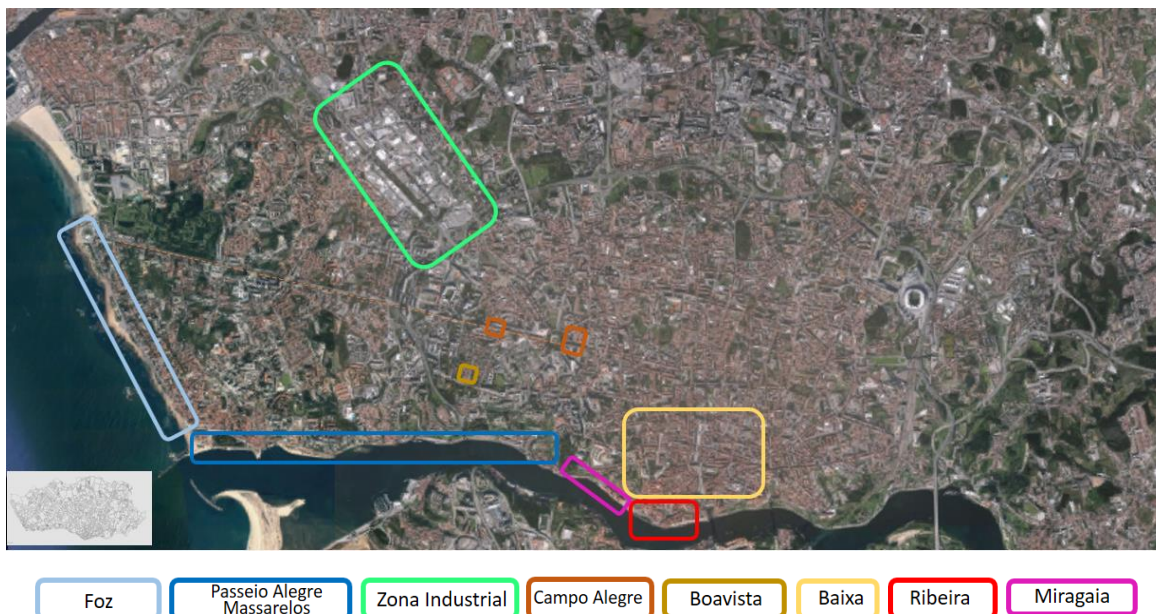 Foz
Passeio Alegre
Massarelos
Zona Industrial
Campo Alegre
Boavista
Baixa
Ribeira
Miragaia